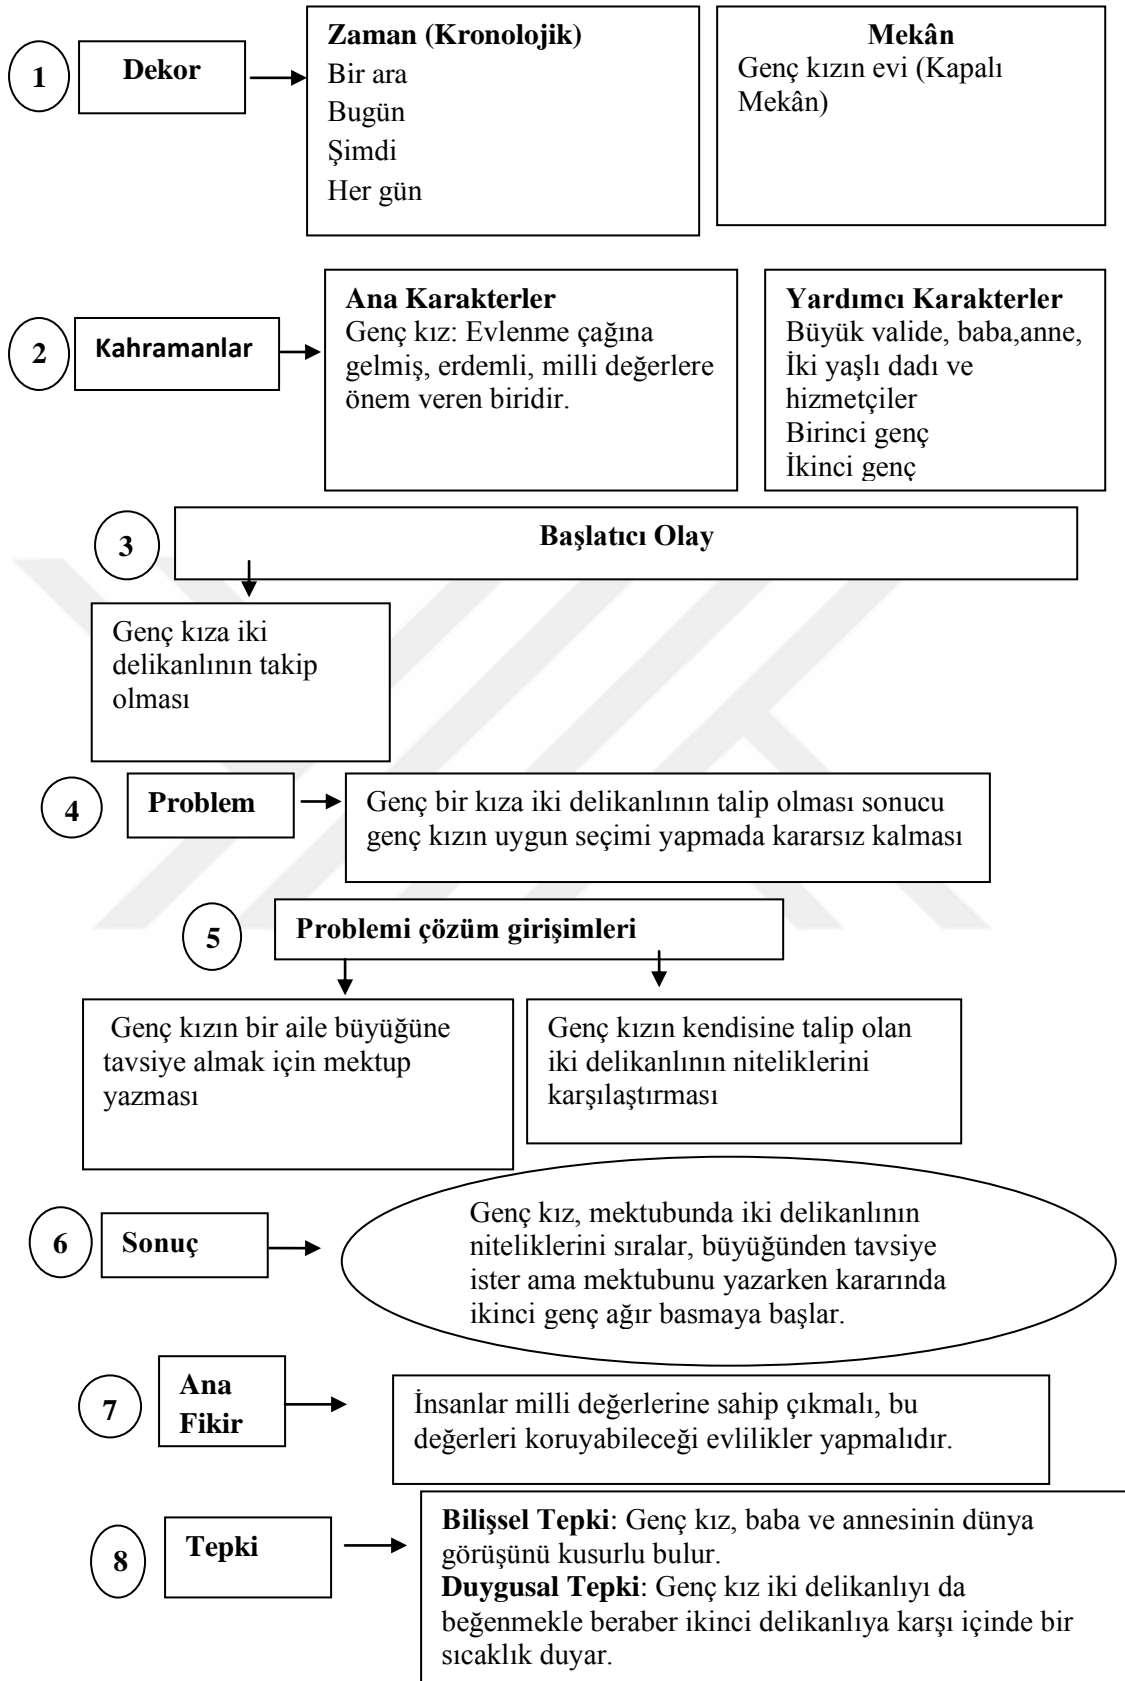 1
Dekor
Zaman (Kronolojik)
Bir ara
Bugün
Şimdi
Her gün
Mekân
Genç kızın evi (Kapalı
Mekân)
2
Kahramanlar
Ana Karakterler
Genç kız: Evlenme çağına
gelmiş, erdemli, milli değerlere
önem veren biridir.
Yardımcı Karakterler
Büyük valide, baba,anne,
İki yaşlı dadı ve
hizmetçiler
Birinci genç
İkinci genç
3
Başlatıcı Olay
Genç kıza iki
delikanlının takip
olması
4
Problem
Genç bir kıza iki delikanlının talip olması sonucu
genç kızın uygun seçimi yapmada kararsız kalması
5
Problemi çözüm girişimleri
Genç kızın bir aile büyüğüne
tavsiye almak için mektup
yazması
Genç kızın kendisine talip olan
iki delikanlının niteliklerini
karşılaştırması
6
Sonuç
Genç kız, mektubunda iki delikanlının
niteliklerini sıralar, büyüğünden tavsiye
ister ama mektubunu yazarken kararında
ikinci genç ağır basmaya başlar.
7
Ana
Fikir
İnsanlar milli değerlerine sahip çıkmalı, bu
değerleri koruyabileceği evlilikler yapmalıdır.
8
Tepki
Bilişsel Tepki: Genç kız, baba ve annesinin dünya
görüşünü kusurlu bulur.
Duygusal Tepki: Genç kız iki delikanlıyı da
beğenmekle beraber ikinci delikanlıya karşı içinde bir
sıcaklık duyar.